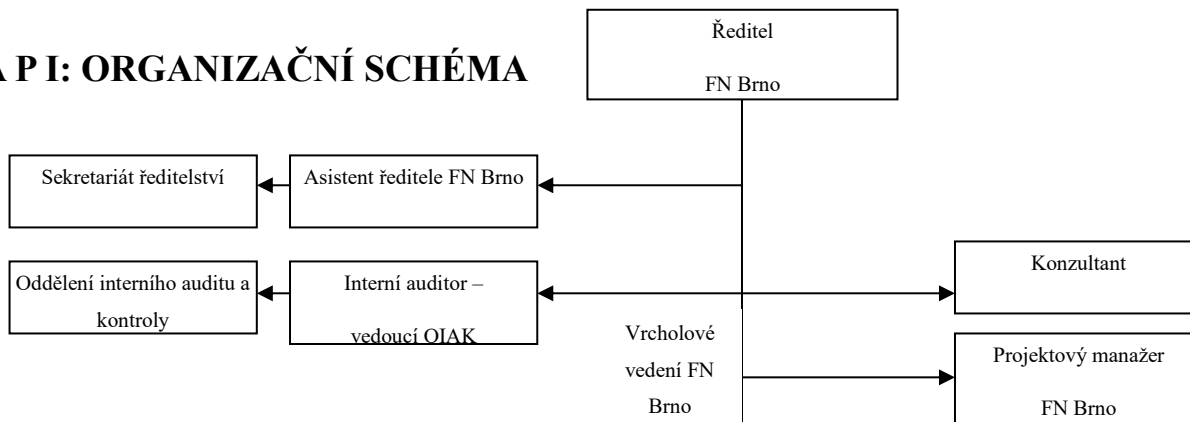 Ředitel
FN Brno
A P I: ORGANIZAČNÍ SCHÉMA
Sekretariát ředitelství
Asistent ředitele FN Brno
Oddělení interního auditu a
kontroly
Interní auditor –
vedoucí OIAK
Konzultant
Vrcholové
vedení FN
Brno
Projektový manažer
FN Brno